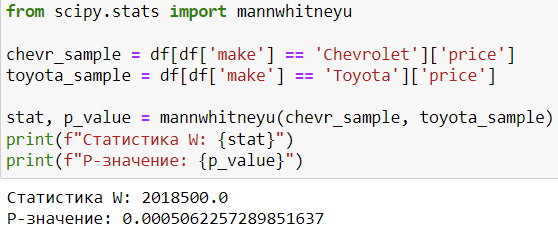 from scipy.stats import mannwhitneyu
chevr_sample = df[df['make'] == 'Chevrolet']['price']
toyota_sample = df[df['make'] == 'Toyota']['price']
stat, p_value = mannwhitneyu(chevr_sample, toyota_sample)
print(f"Статистика W: {stat}")
print(f"P-значение: {p_value}")
Статистика W: 2018500.0
P-значение: 0.0005062257289851637